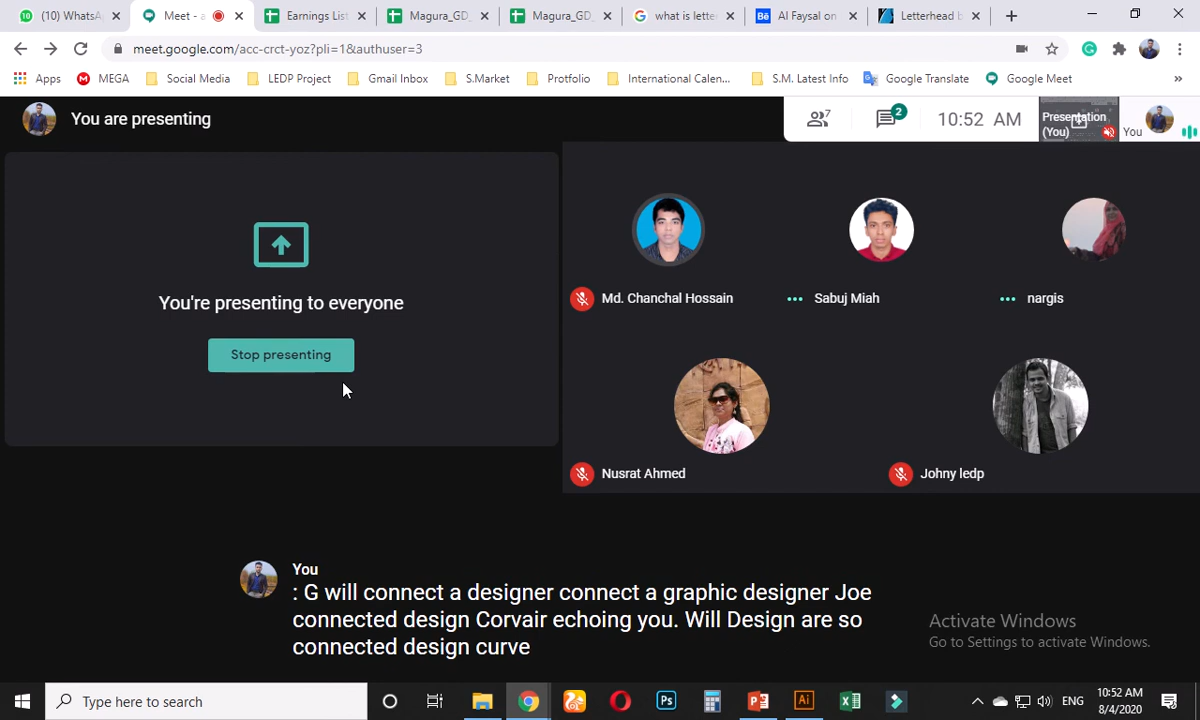 (10) WhatsA
Meet - a
Earnings List
Magura_GD_
Magura_GD_
what is lette
Al Faysal on
Letterhead b
meet.google.com/acc-crct-yoz?pli=1&authuser=3
Apps
MEGA
Social Media
LEDP Project
Gmail Inbox
S.Market
Protfolio
International Calen...
S.M. Latest Info
Google Translate
Google Meet
»
You are presenting
7
2
10:52 AM
Presentation
(You)
You
You're presenting to everyone
Stop presenting
Md. Chanchal Hossain
Sabuj Miah
nargis
Nusrat Ahmed
Johny ledp
You
: G will connect a designer connect a graphic designer Joe
connected design Corvair echoing you. Will Design are so
connected design curve
Activate Windows
Go to Settings to activate Windows.
Type here to search
ENG
10:52 AM
8/4/2020